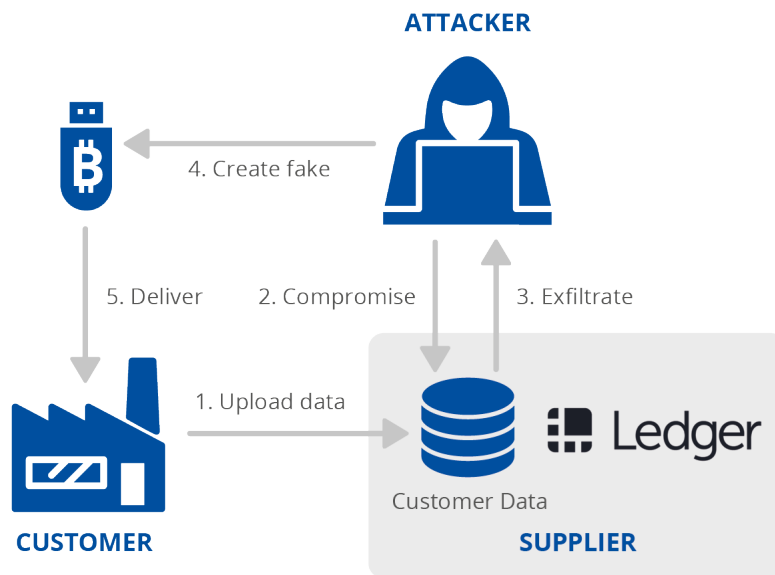 ATTACKER
4. Create fake
5. Deliver
2. Compromise
3. Exfiltrate
1. Upload data
Ledger
Customer Data
CUSTOMER
SUPPLIER